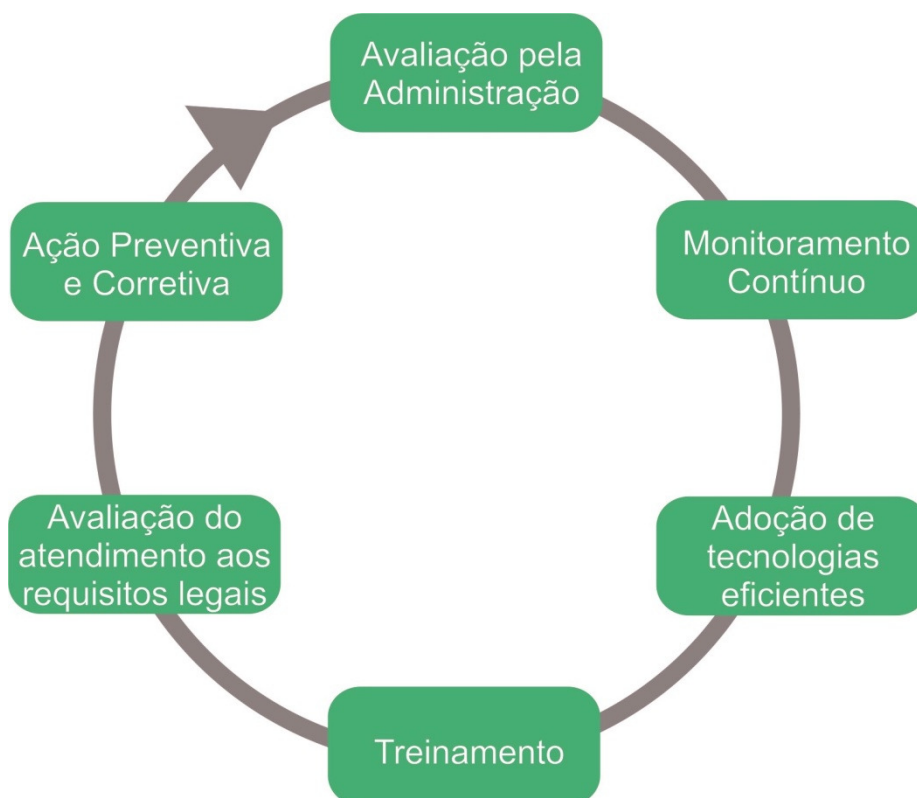 Avaliação pela
Administração
Monitoramento
Contínuo
Adoção de
tecnologias
eficientes
Treinamento
Avaliação do
atendimento aos
requisitos legais
Ação Preventiva
e Corretiva